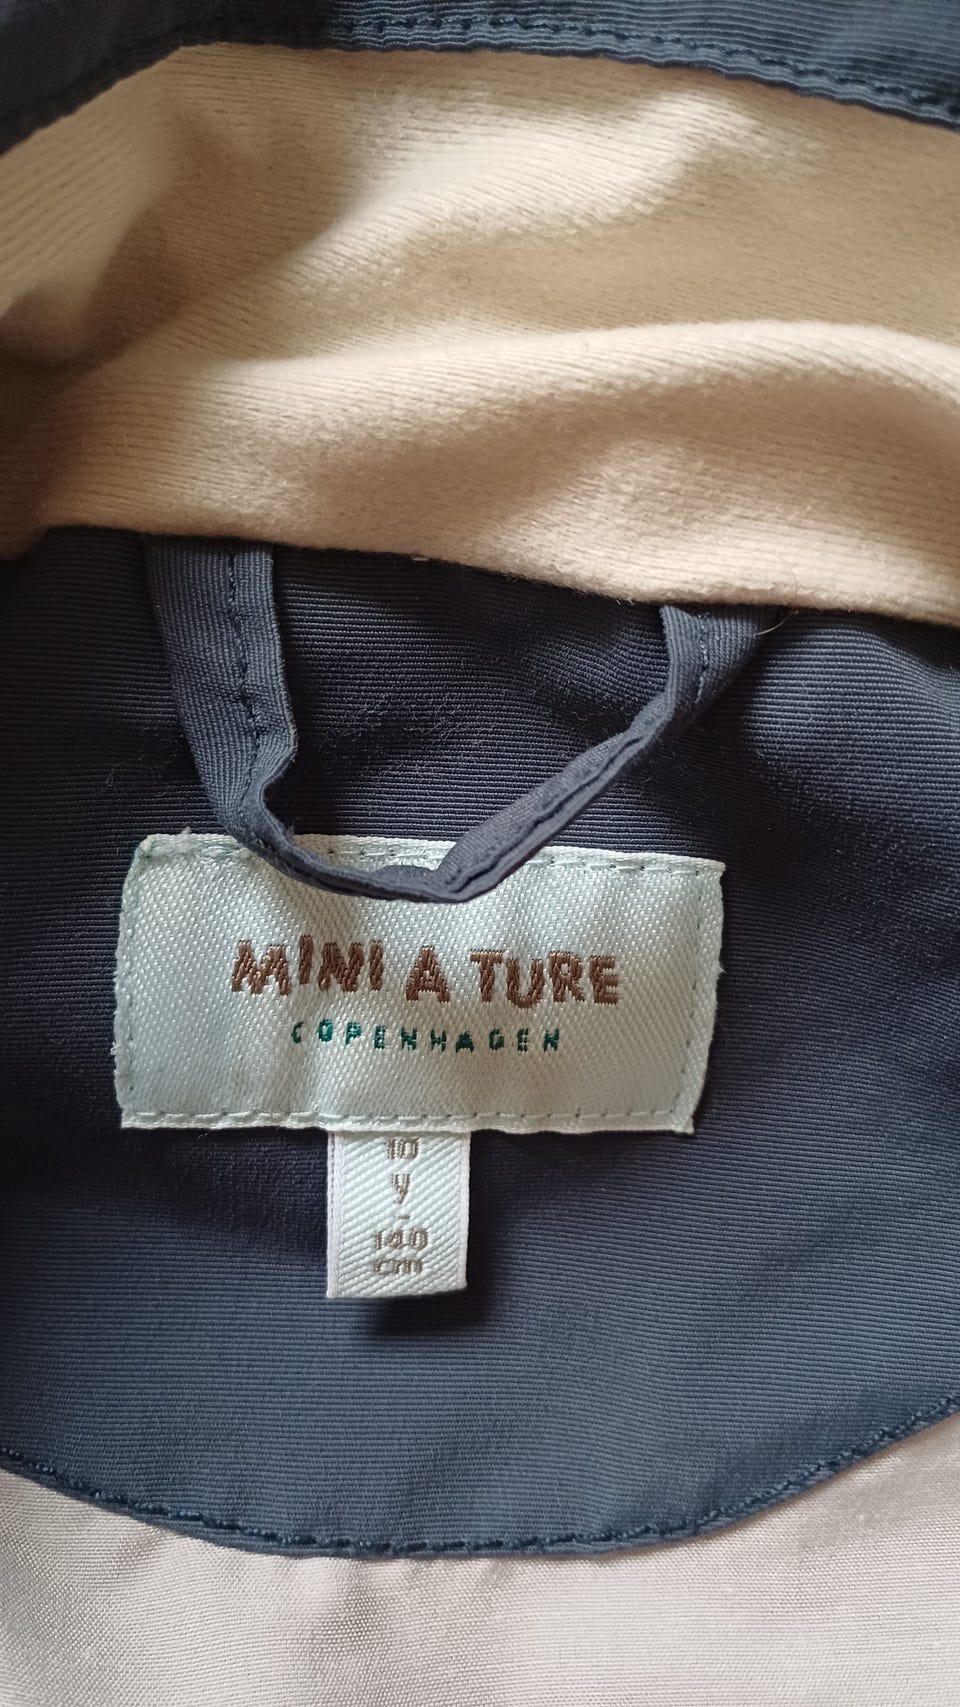 MINI A TURE
COPENHAGEN
10
y
-
140
cm